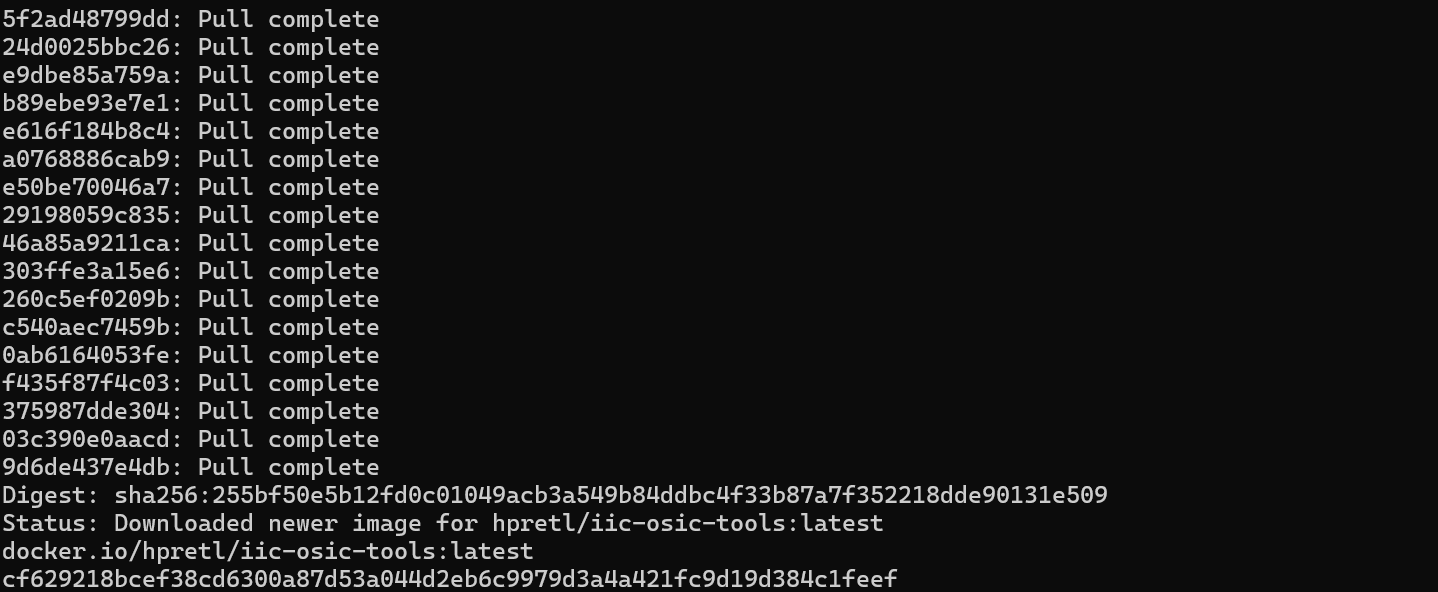 5f2ad48799dd: Pull complete
24d0025bbc26: Pull complete
e9dbe85a759a: Pull complete
b89ebe93e7e1: Pull complete
e616f184b8c4: Pull complete
a0768886cab9: Pull complete
e50be70046a7: Pull complete
29198059c835: Pull complete
46a85a9211ca: Pull complete
303ffe3a15e6: Pull complete
260c5ef0209b: Pull complete
c540aec7459b: Pull complete
0ab6164053fe: Pull complete
f435f87f4c03: Pull complete
375987dde304: Pull complete
03c390e0aacd: Pull complete
9d6de437e4db: Pull complete
Digest: sha256:255bf50e5b12fd0c01049acb3a549b84ddbc4f33b87a7f352218dde90131e509
Status: Downloaded newer image for hpretl/iic-osic-tools:latest
docker.io/hpretl/iic-osic-tools:latest
cf629218bcef38cd6300a87d53a044d2eb6c9979d3a4a421fc9d19d384c1feef